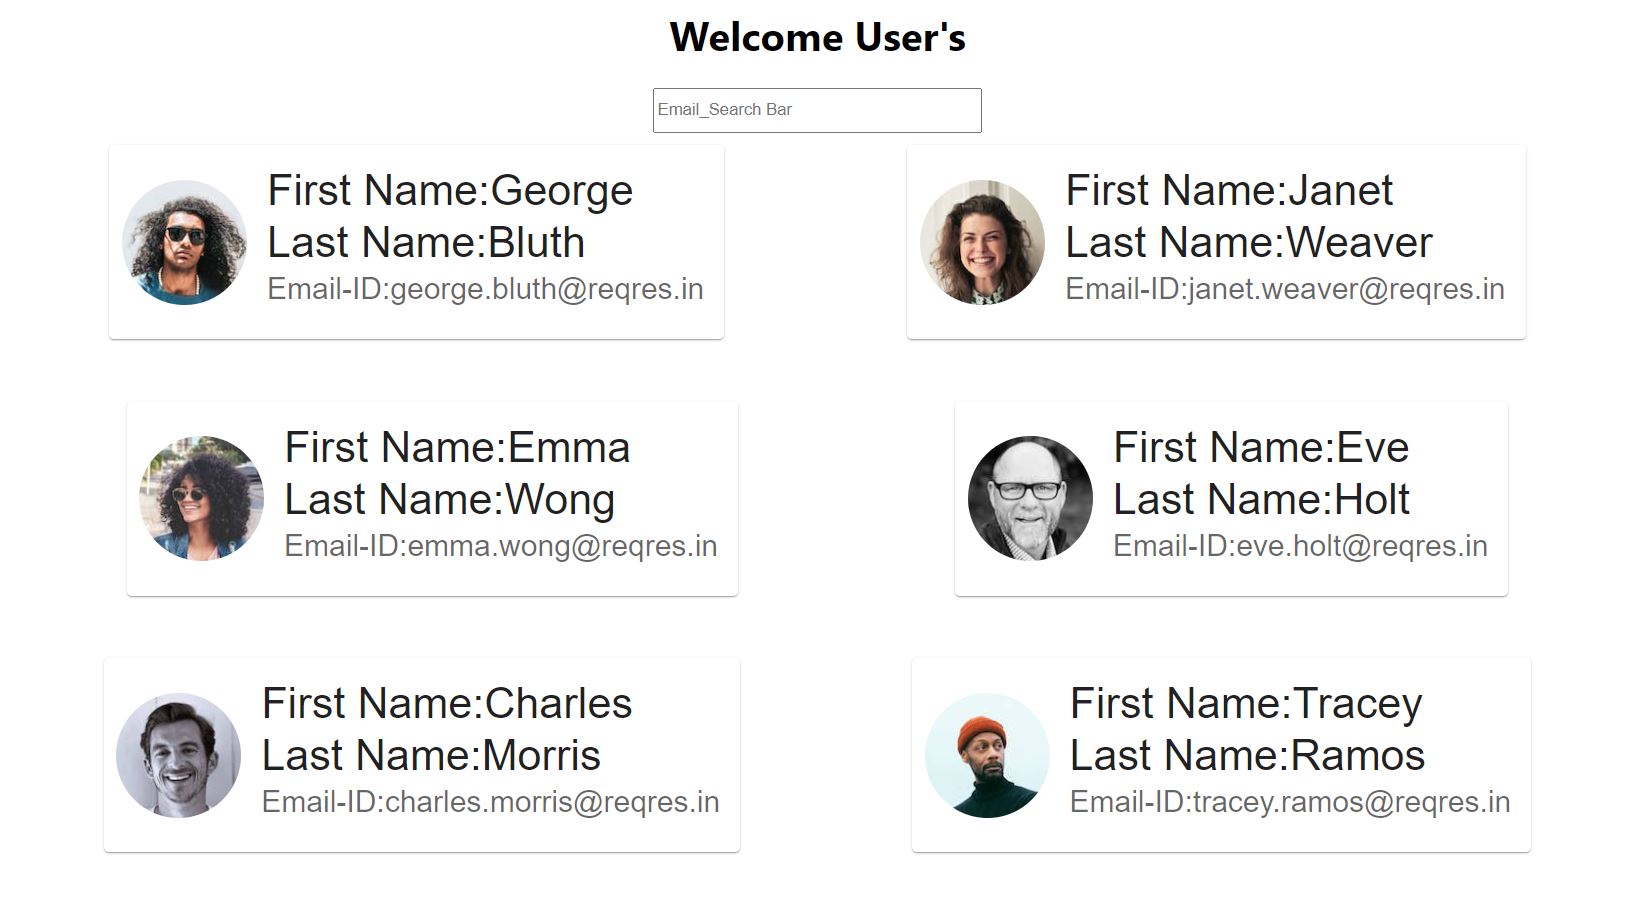 Welcome User's
Email_Search Bar
First Name:George
Last Name:Bluth
Email-ID:george.bluth@reqres.in
First Name:Janet
Last Name:Weaver
Email-ID:janet.weaver@reqres.in
First Name:Emma
Last Name:Wong
Email-ID:emma.wong@reqres.in
First Name:Eve
Last Name:Holt
Email-ID:eve.holt@reqres.in
First Name:Charles
Last Name:Morris
Email-ID:charles.morris@reqres.in
First Name:Tracey
Last Name:Ramos
Email-ID:tracey.ramos@reqres.in